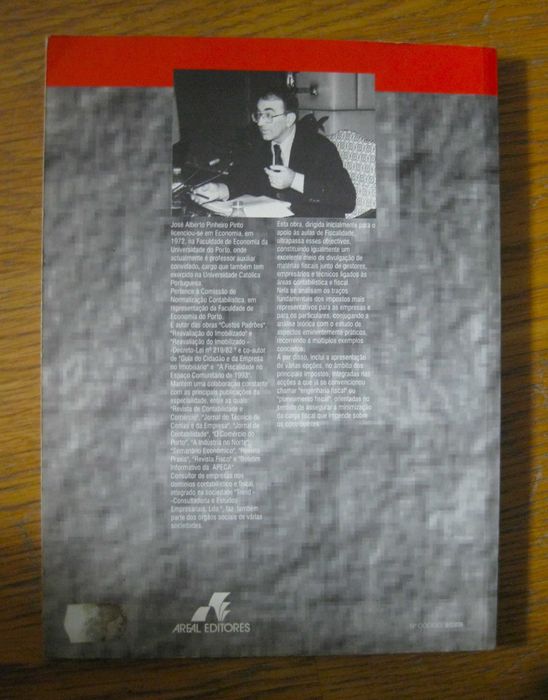 José Alberto Pinheiro Pinto
licenciou-se em Economia, em
1972, na Faculdade de Economia da
Universidade do Porto, onde
actualmente é professor auxiliar
convidado, cargo que também tem
exercido na Universidade Católica
Portuguesa.
Pertence à Comissão de
Normalização Contabilística, em
representação da Faculdade de
Economia do Porto.
É autor das obras "Custos Padrões",
"Reavaliação do Imobilizado" e
"Reavaliação do Imobilizado –
-Decreto-Lei nº 219/82" e co-autor
de "Guia do Cidadão e da Empresa
no Imobiliário" e "A Fiscalidade no
Espaço Comunitário de 1993".
Mantém uma colaboração constante
com as principais publicações da
especialidade, entre as quais:
"Revista de Contabilidade e
Comércio", "Jornal do Técnico de
Contas e da Empresa", "Jornal de
Contabilidade", "O Comércio do
Porto", "A Indústria no Norte",
"Semanário Económico", "Revista
"Revista Fisco" e "Boletim
Informativo da APECA".
Consultor de empresas nos
domínios contabilístico e fiscal,
integrado na sociedade "Trend -
-Consultadoria e Estudos
Empresariais, Lda.", faz também
parte dos órgãos sociais de várias
sociedades.
Esta obra, dirigida inicialmente para o
apoio às aulas de Fiscalidade,
ultrapassa esses objectivos,
constituindo igualmente um
excelente meio de divulgação de
matérias fiscais junto de gestores,
empresários e técnicos ligados às
áreas contabilística e fiscal.
Nela se analisam os traços
fundamentais dos impostos mais
representativos para as empresas e
para os particulares, conjugando a
análise teórica com o estudo de
aspectos eminentemente práticos,
recorrendo a múltiplos exemplos
concretos.
A par disso, inclui a apresentação
de várias opções, no âmbito dos
principais impostos, integradas nas
acções a que já se convencionou
chamar "engenharia fiscal" ou
"planeamento fiscal", orientadas no
sentido de assegurar a minimização
da carga fiscal que impende sobre
os contribuintes.
AREAL EDITORES
Nº CÓDIGO